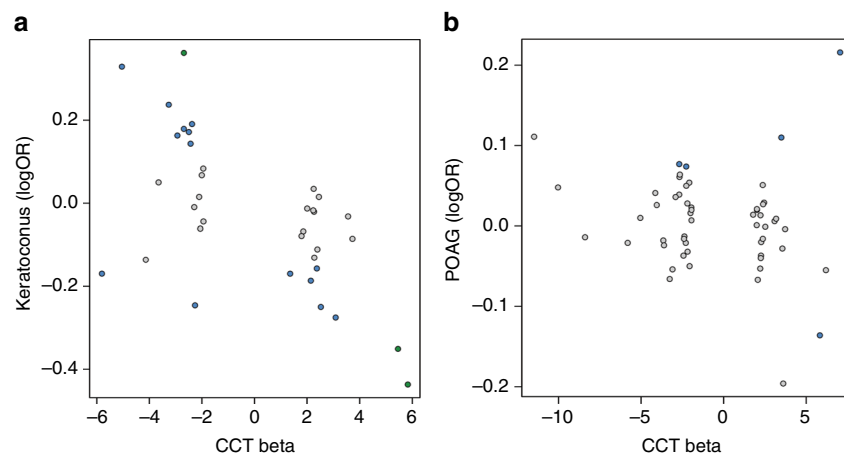 a
Keratoconus (logOR)
0.2
0.0
−0.2
−0.4
−6 −4 −2 0 2 4 6
CCT beta
b
POAG (logOR)
0.2
0.1
0.0
−0.1
−0.2
−10 −5 0 5
CCT beta